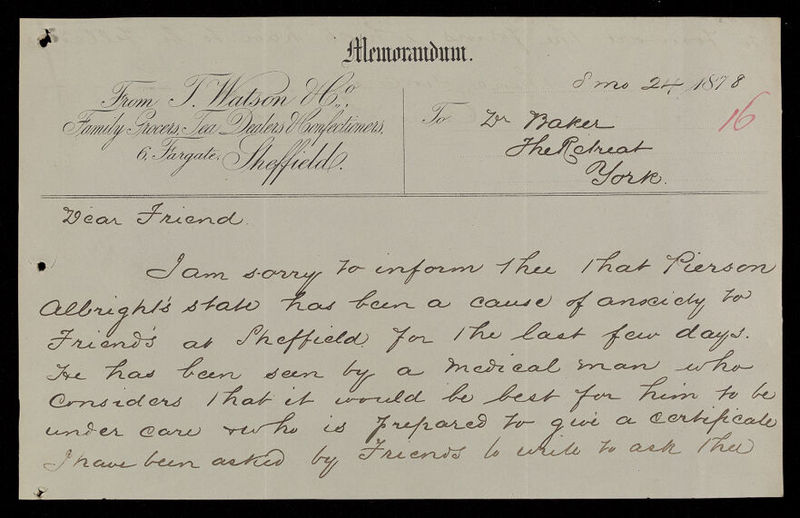 Memorandum.
8 mo 24 1878
From T. Watson & Co.,
Family Grocers, Tea Dealers & Confectioners,
6, Fargate, Sheffield.
To Dr Baker
The Retreat
York.
16
Dear Friend
I am sorry to inform thee that Pierson
Albright's state has been a cause of anxiety to
Friend's at Sheffield for the last few days.
He has been seen by a medical man who
Considers that it would be best for him to be
under care & who is prepared to give a certificate
I have been asked by Friends to write to ask thee